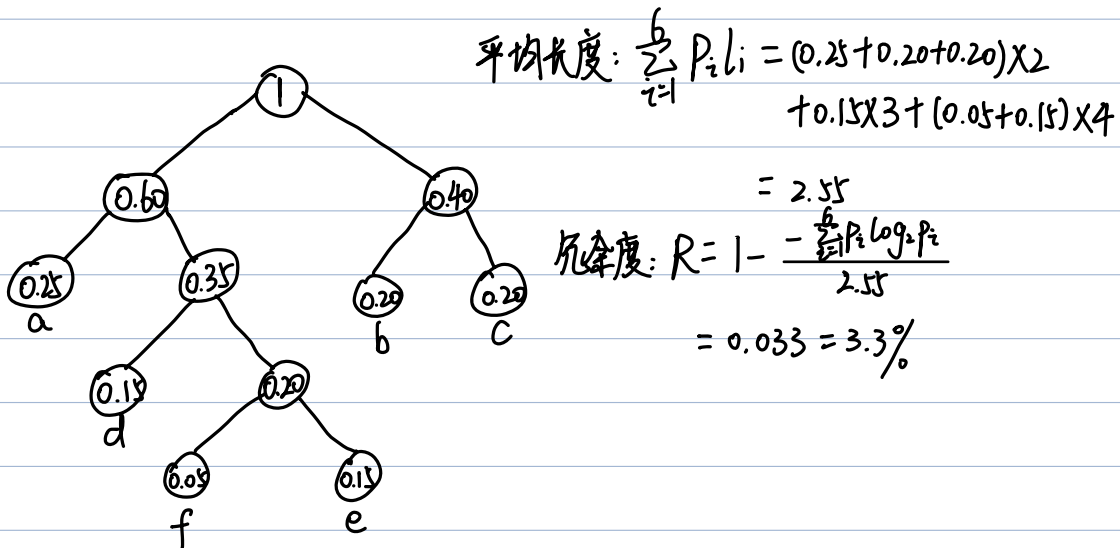 平均长度: \sum_{i=1}^{6} P_i l_i = (0.25+0.20+0.20)×2
+0.15×3+(0.05+0.15)×4
= 2.55
冗余度: R = 1 - \frac{-\sum_{i=1}^{6} P_i log_2 P_i}{2.55}
= 0.033 = 3.3%
1
0.60 0.40
0.25 0.35 0.20 0.20
a b c
0.15 0.20
d
0.05 0.15
f e